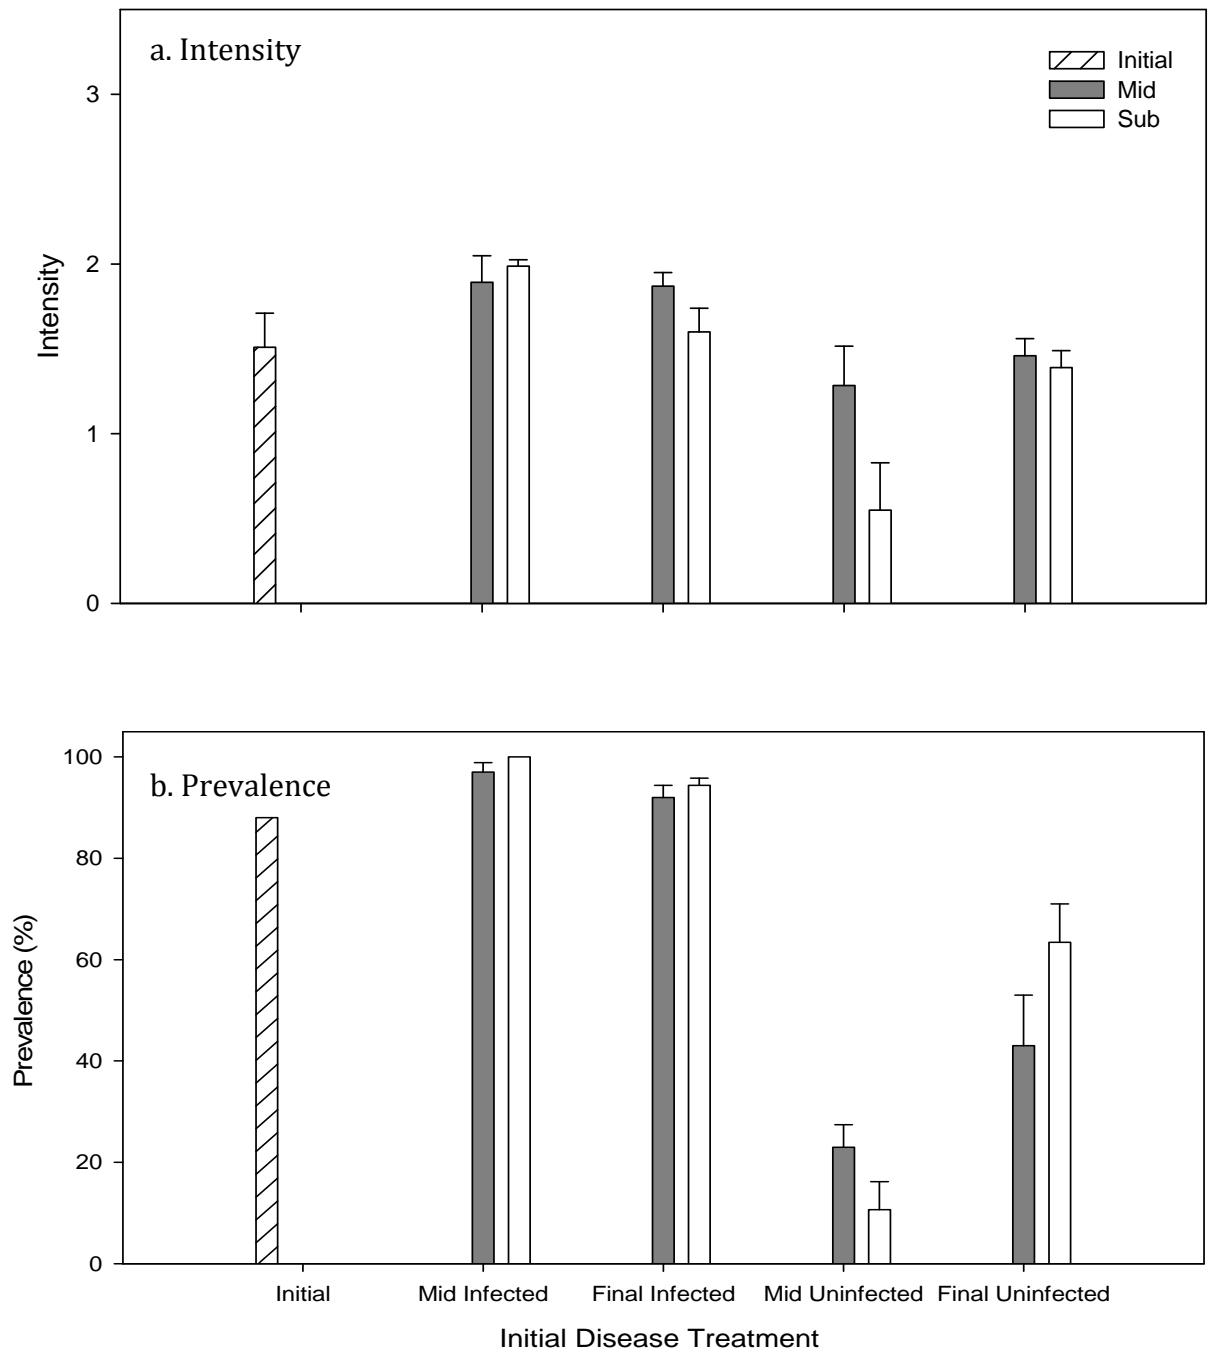 a. Intensity
Initial
Mid
Sub
3
2
1
0
Intensity
b. Prevalence
100
80
60
40
20
0
Prevalence (%)
Initial Mid Infected Final Infected Mid Uninfected Final Uninfected
Initial Disease Treatment